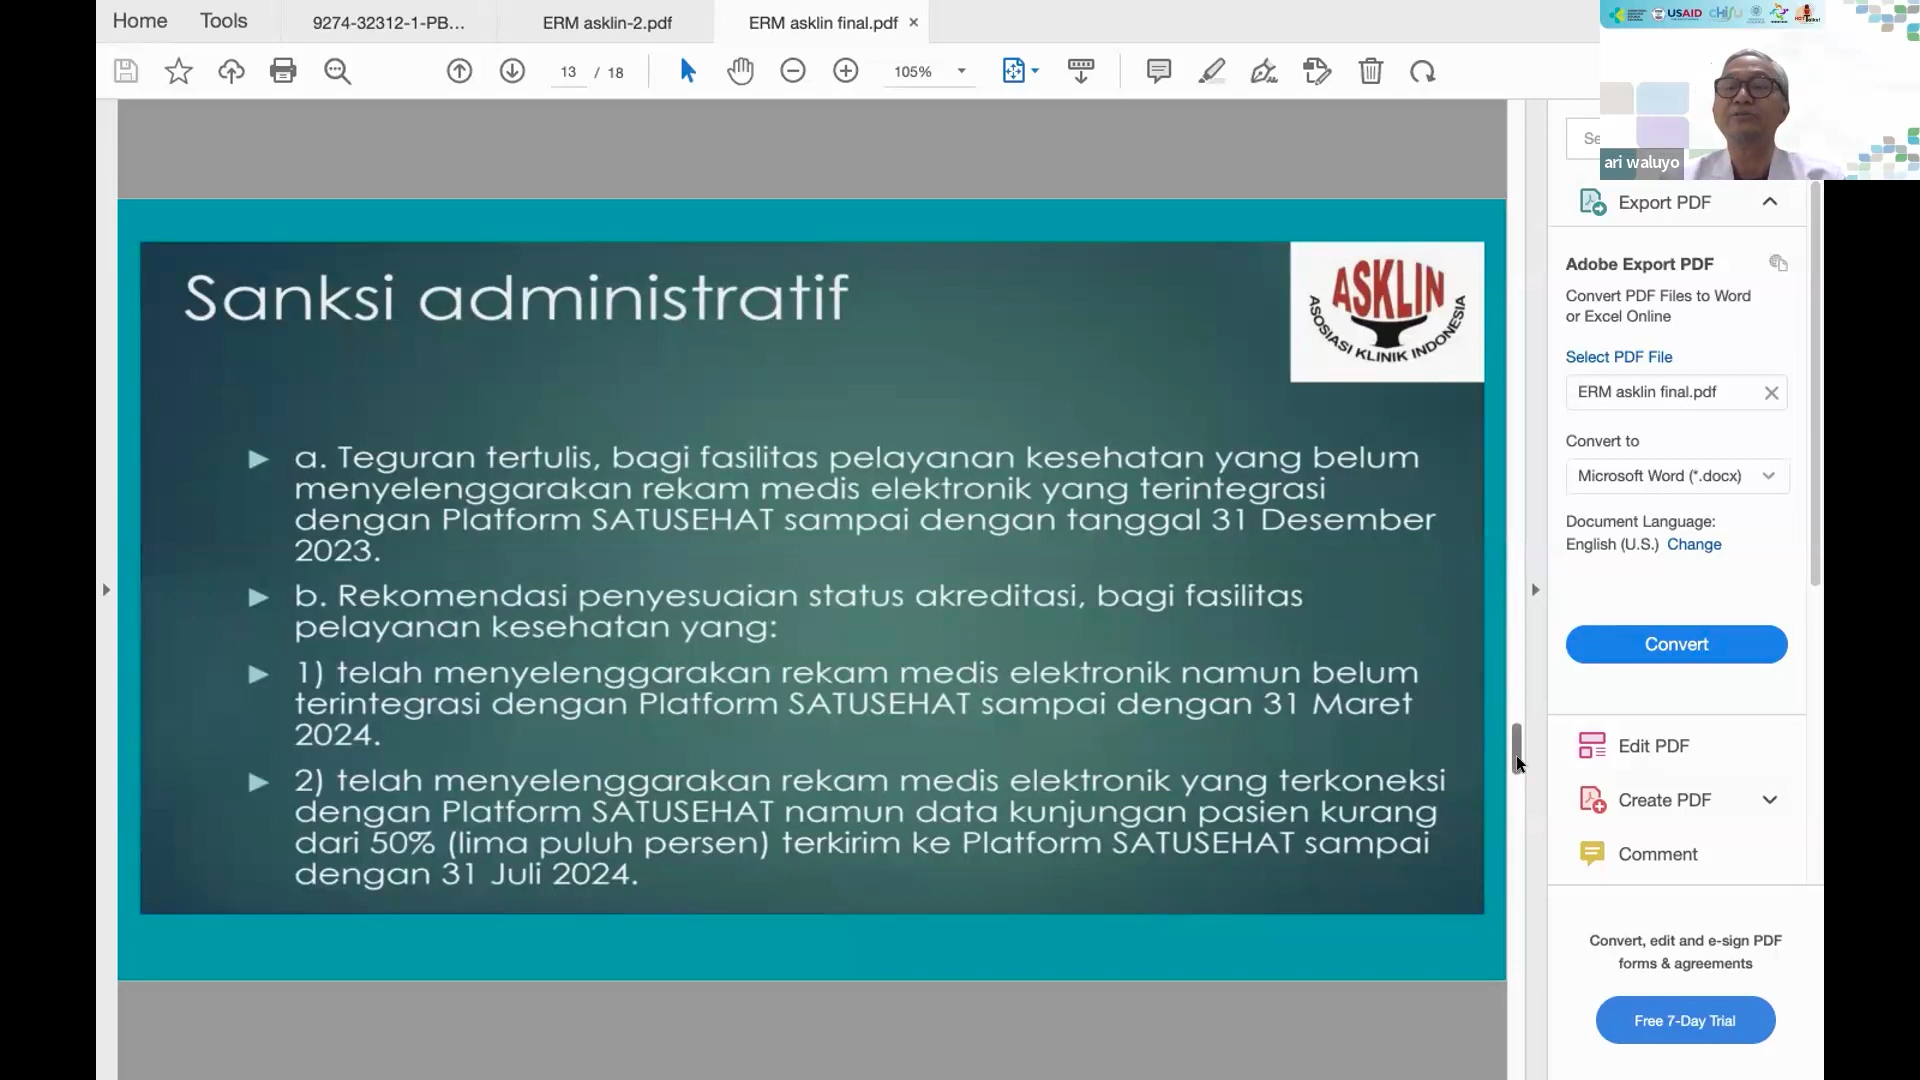 Home
Tools
9274-32312-1-PB...
ERM asklin-2.pdf
ERM asklin final.pdf
13 / 18
105%
USAID
CHISU
ari waluyo
Se
Export PDF
Adobe Export PDF
Convert PDF Files to Word
or Excel Online
Select PDF File
ERM asklin final.pdf
Convert to
Microsoft Word (*.docx)
Document Language:
English (U.S.) Change
Convert
Edit PDF
Create PDF
Comment
Convert, edit and e-sign PDF
forms & agreements
Free 7-Day Trial
Sanksi administratif
ASKLIN
ASOSIASI KLINIK INDONESIA
a. Teguran tertulis, bagi fasilitas pelayanan kesehatan yang belum
menyelenggarakan rekam medis elektronik yang terintegrasi
dengan Platform SATUSEHAT sampai dengan tanggal 31 Desember
2023.
b. Rekomendasi penyesuaian status akreditasi, bagi fasilitas
pelayanan kesehatan yang:
1) telah menyelenggarakan rekam medis elektronik namun belum
terintegrasi dengan Platform SATUSEHAT sampai dengan 31 Maret
2024.
2) telah menyelenggarakan rekam medis elektronik yang terkoneksi
dengan Platform SATUSEHAT namun data kunjungan pasien kurang
dari 50% (lima puluh persen) terkirim ke Platform SATUSEHAT sampai
dengan 31 Juli 2024.